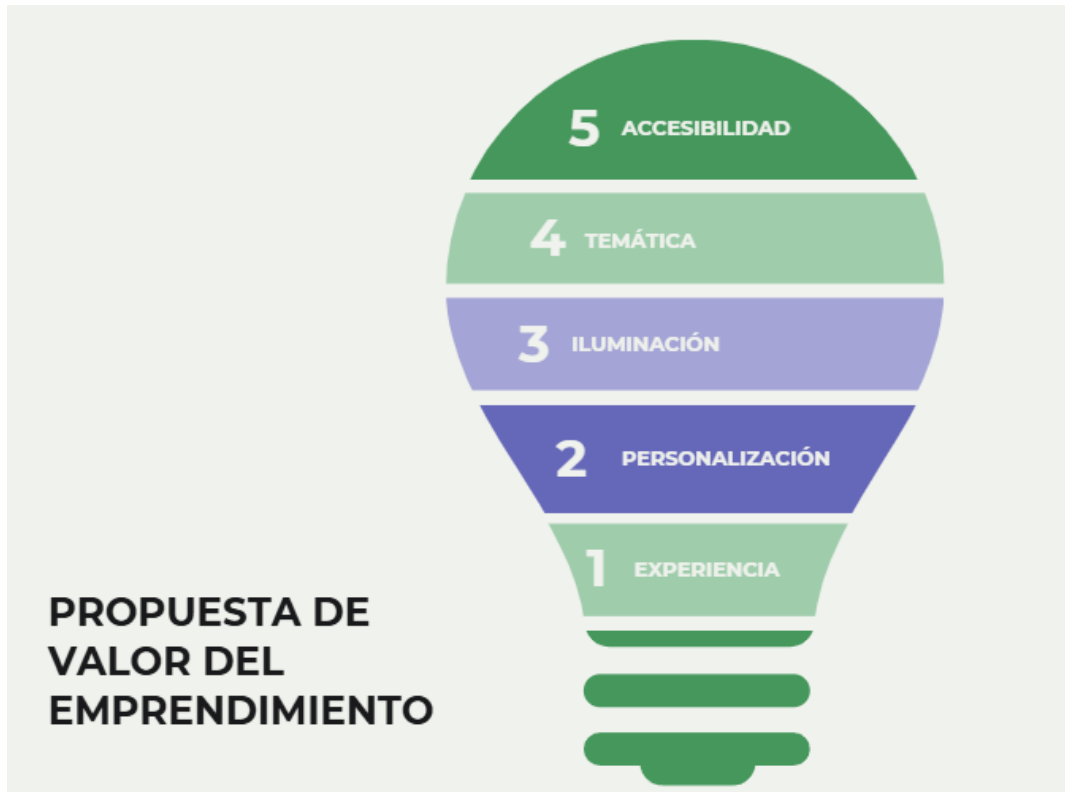 5 ACCESIBILIDAD
4 TEMÁTICA
3 ILUMINACIÓN
2 PERSONALIZACIÓN
1 EXPERIENCIA
PROPUESTA DE
VALOR DEL
EMPRENDIMIENTO